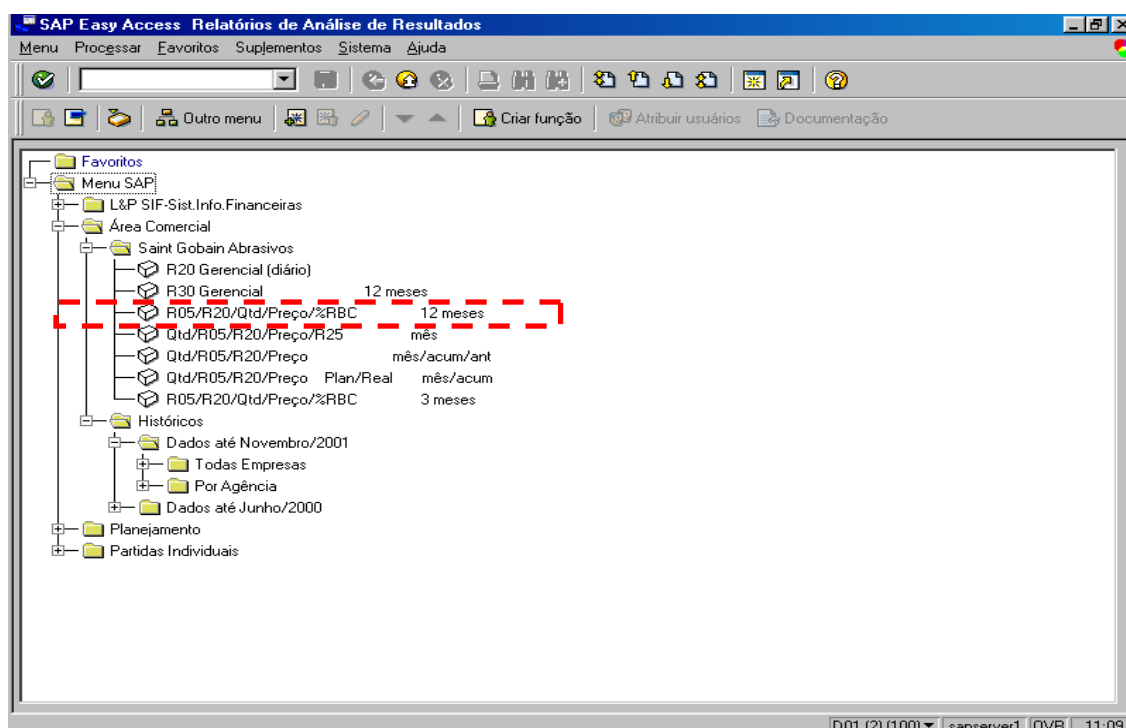 SAP Easy Access Relatórios de Análise de Resultados
Menu Processar Favoritos Suplementos Sistema Ajuda
Outro menu Criar função Atribuir usuários Documentação
Favoritos
Menu SAP
L&P SIF-Sist.Info.Financeiras
Área Comercial
Saint Gobain Abrasivos
R20 Gerencial (diário)
R30 Gerencial 12 meses
R05/R20/Qtd/Preço/%RBC 12 meses
Qtd/R05/R20/Preço/R25 mês
Qtd/R05/R20/Preço mês/acum/ant
Qtd/R05/R20/Preço Plan/Real mês/acum
R05/R20/Qtd/Preço/%RBC 3 meses
Históricos
Dados até Novembro/2001
Todas Empresas
Por Agência
Dados até Junho/2000
Planejamento
Partidas Individuais
D01 (2) (100) sapserver1 OVR 11:09